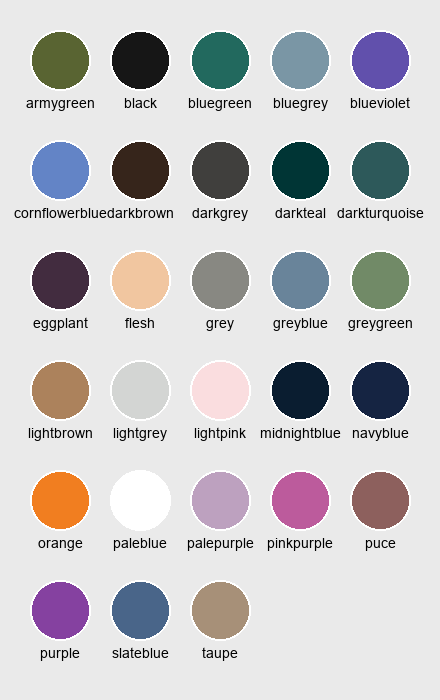 armygreen black bluegreen bluegrey blueviolet
cornflowerblue darkbrown darkgrey darkteal darkturquoise
eggplant flesh grey greyblue greygreen
lightbrown lightgrey lightpink midnightblue navyblue
orange paleblue palepurple pinkpurple puce
purple slateblue taupe